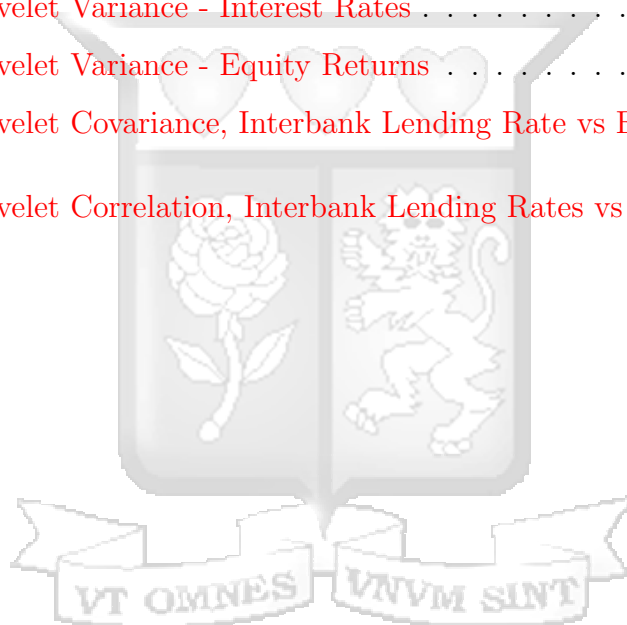 velet Variance - Interest Rates . . . . . . . . .
velet Variance - Equity Returns . . . . . . . .
velet Covariance, Interbank Lending Rate vs E
velet Correlation, Interbank Lending Rates vs
VT OMNES VNVM SINT